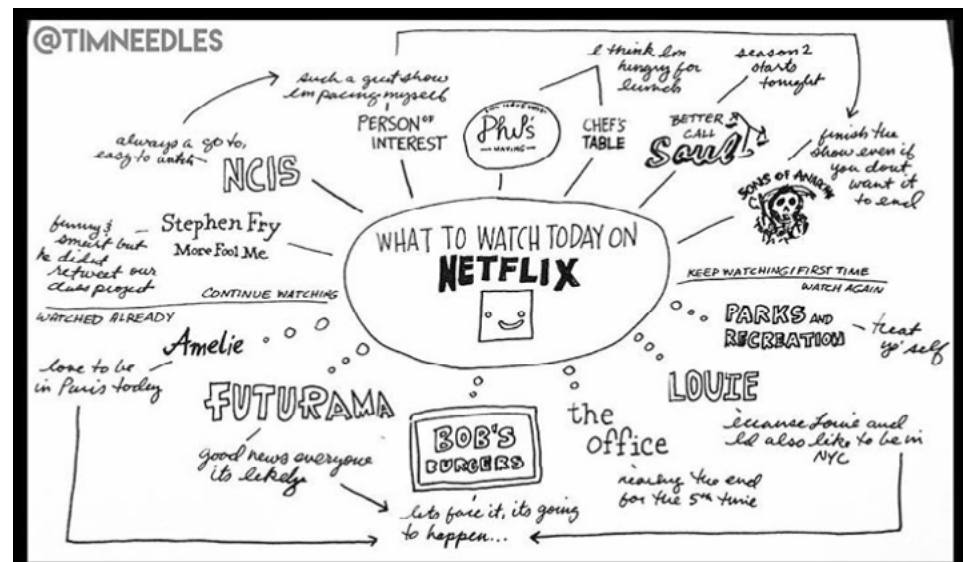 @TIMNEEDLES
such a great show
im pacing myself
i think im
hungry for
lunch
season 2
starts
tonight
always a go to,
easy to watch
NCIS
PERSON OF
INTEREST
Phil's
HAVING
CHEF'S
TABLE
BETTER
CALL
Saul
finish the
show even if
you dont
want it
to end
SONS OF ANARCHY
funny &
smart but
he didnt
retweet our
class project
Stephen Fry
More Fool Me
WHAT TO WATCH TODAY ON
NETFLIX
CONTINUE WATCHING
WATCHED ALREADY
KEEP WATCHING/FIRST TIME
WATCH AGAIN
Amelie
love to be
in Paris today
FUTURAMA
good news everyone
its likely
BOB'S
BURGERS
lets face it, its going
to happen...
the
office
nearing the end
for the 5th time
LOUIE
because Louie and
Id also like to be in
NYC
PARKS AND
RECREATION
treat
yo' self